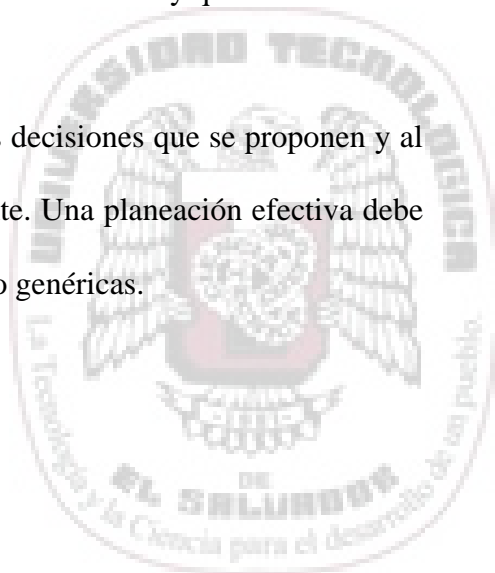 y
s decisiones que se proponen y al
te. Una planeación efectiva debe
o genéricas.
UNIVERSIDAD TECNOLOGICA
DE
EL SALVADOR
La Tecnología y la Ciencia para el desarrollo de un pueblo.